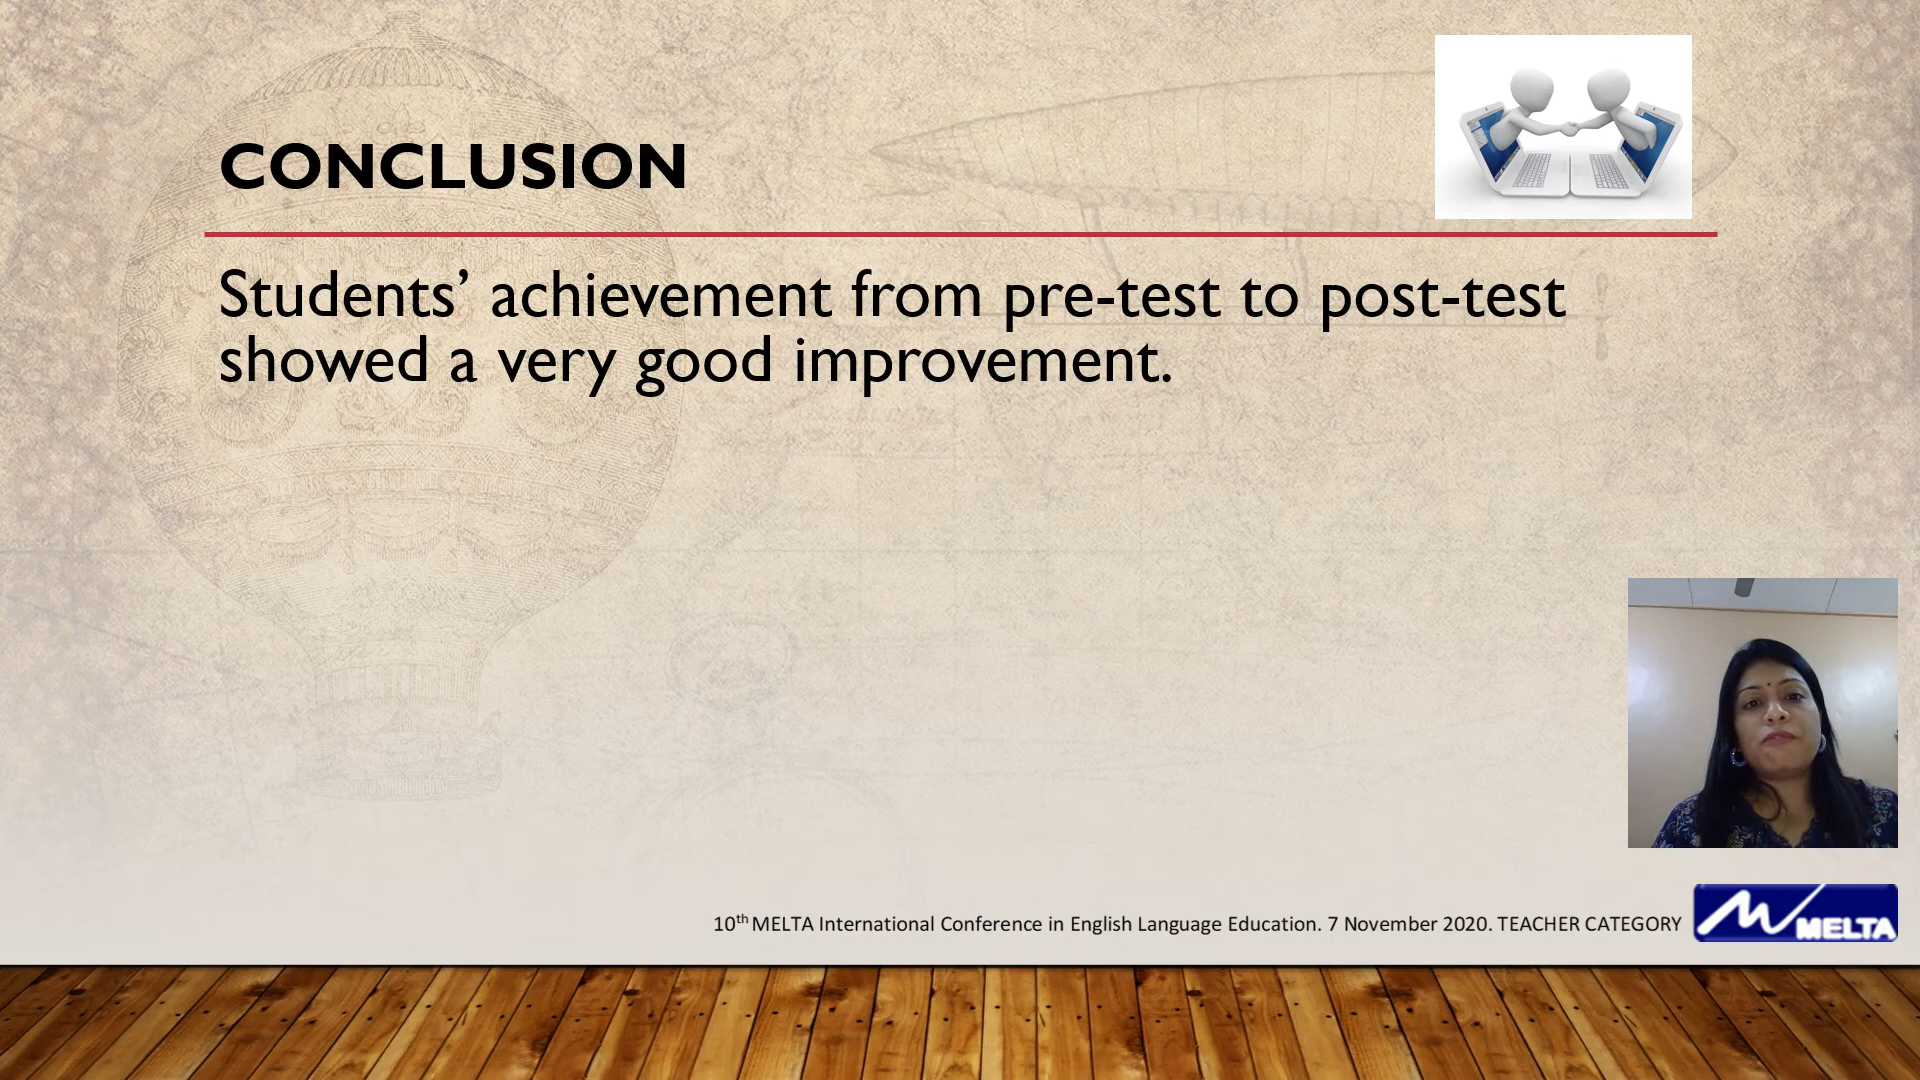 CONCLUSION
Students’ achievement from pre-test to post-test
showed a very good improvement.
10th MELTA International Conference in English Language Education. 7 November 2020. TEACHER CATEGORY
MELTA